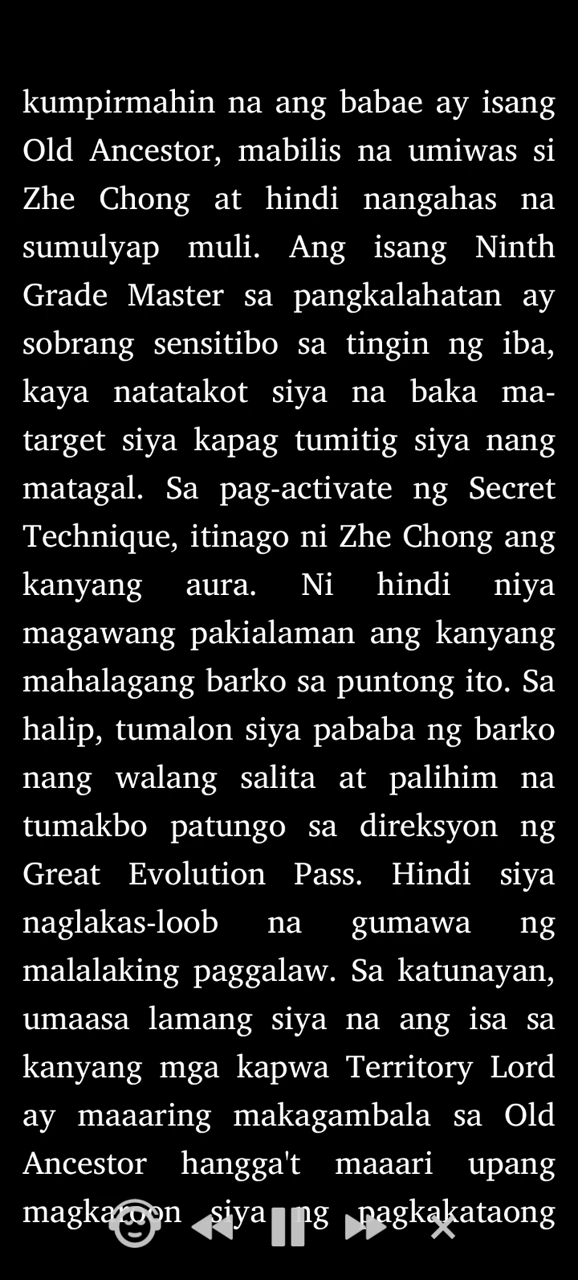 kumpirmahin na ang babae ay isang
Old Ancestor, mabilis na umiwas si
Zhe Chong at hindi nangahas na
sumulyap muli. Ang isang Ninth
Grade Master sa pangkalahatan ay
sobrang sensitibo sa tingin ng iba,
kaya natatakot siya na baka ma-
target siya kapag tumitig siya nang
matagal. Sa pag-activate ng Secret
Technique, itinago ni Zhe Chong ang
kanyang aura. Ni hindi niya
magawang pakialaman ang kanyang
mahalagang barko sa puntong ito. Sa
halip, tumalon siya pababa ng barko
nang walang salita at palihim na
tumakbo patungo sa direksyon ng
Great Evolution Pass. Hindi siya
naglakas-loob na gumawa ng
malalaking paggalaw. Sa katunayan,
umaasa lamang siya na ang isa sa
kanyang mga kapwa Territory Lord
ay maaaring makagambala sa Old
Ancestor hangga't maaari upang
magkaroon siya ng pagkakataong